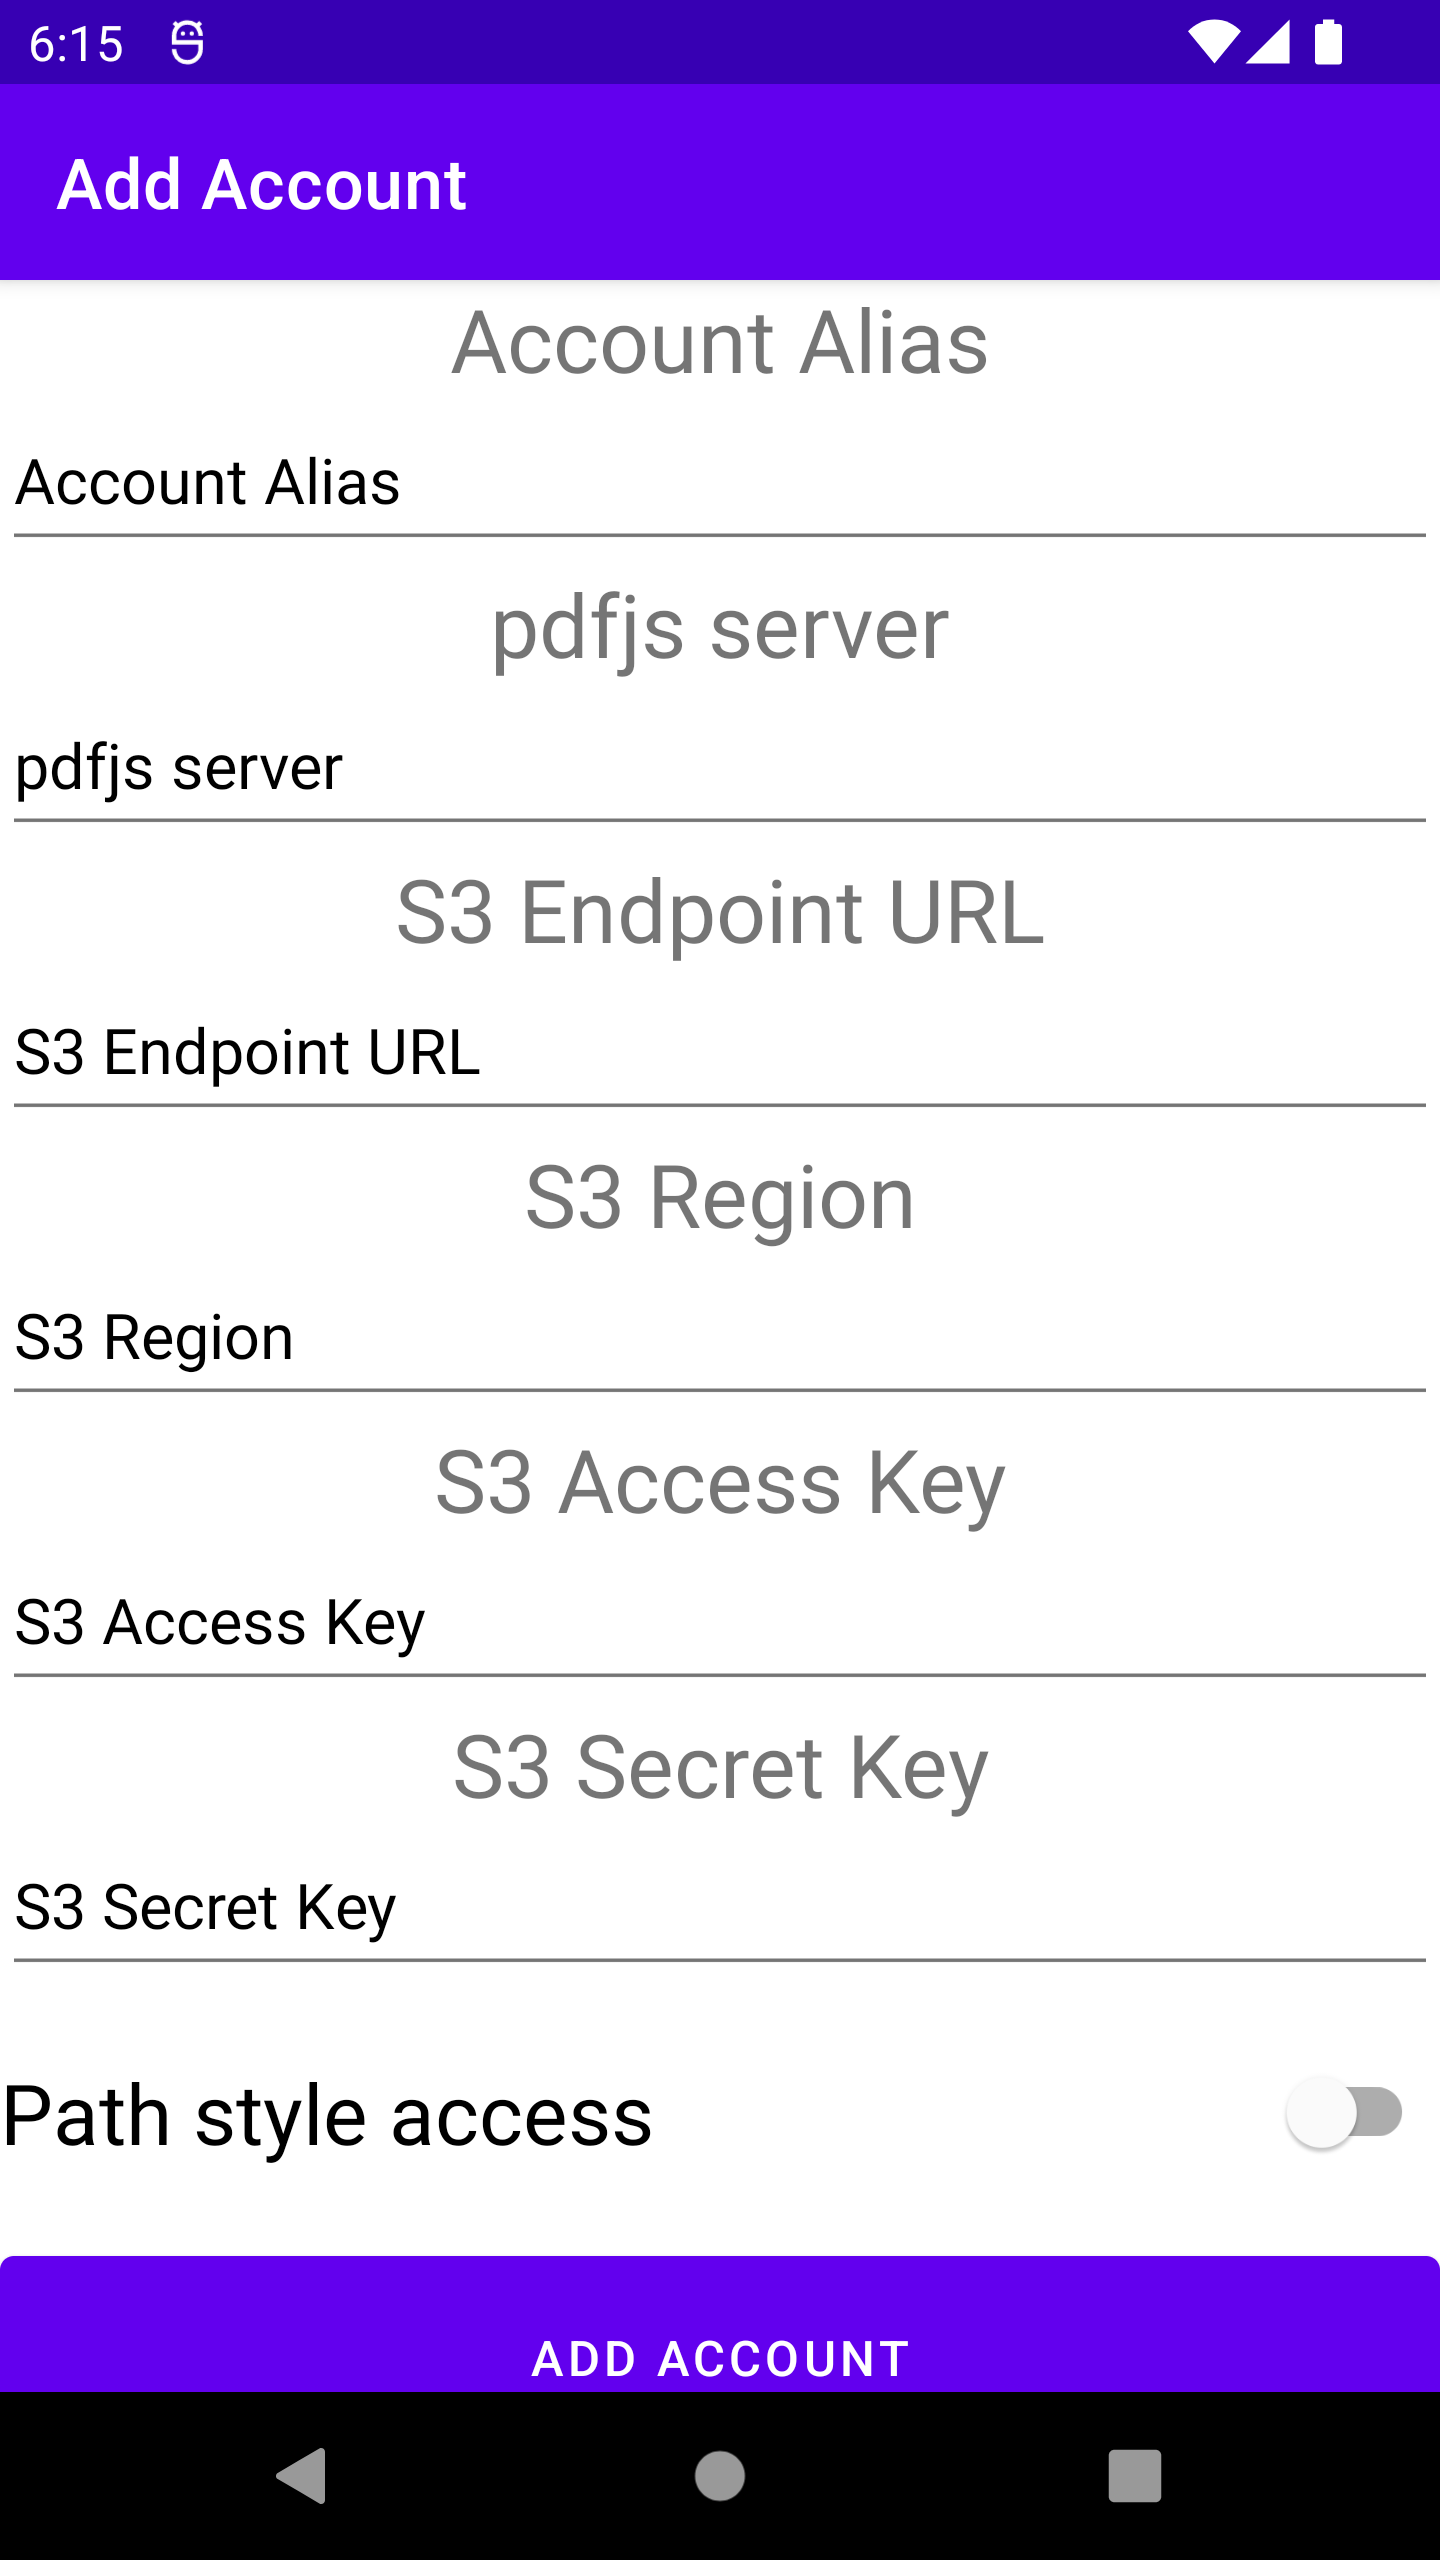 6:15
Add Account
Account Alias
Account Alias
pdfjs server
pdfjs server
S3 Endpoint URL
S3 Endpoint URL
S3 Region
S3 Region
S3 Access Key
S3 Access Key
S3 Secret Key
S3 Secret Key
Path style access
ADD ACCOUNT